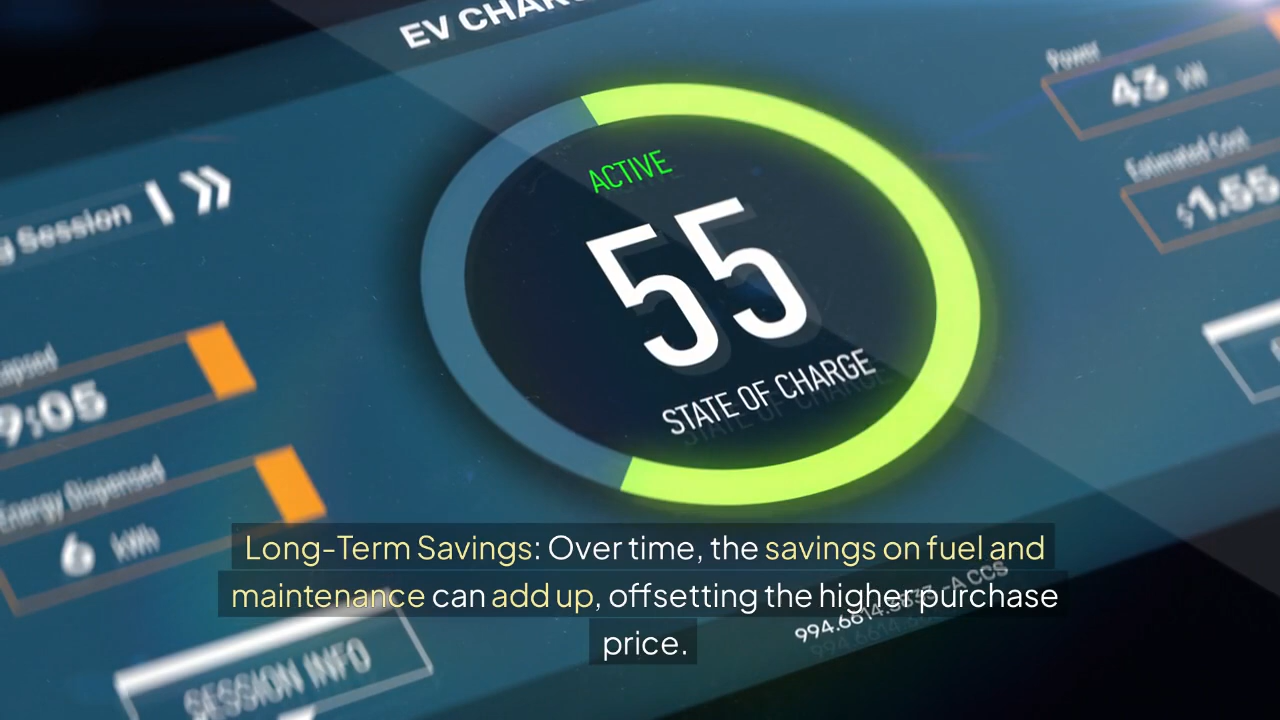 EV CHAR
Power
43 kW
Estimated Cost
$1.55
ACTIVE
55
STATE OF CHARGE
g Session
9:05
Energy Dispensed
6 kWh
SESSION INFO
Long-Term Savings: Over time, the savings on fuel and
maintenance can add up, offsetting the higher purchase
price.